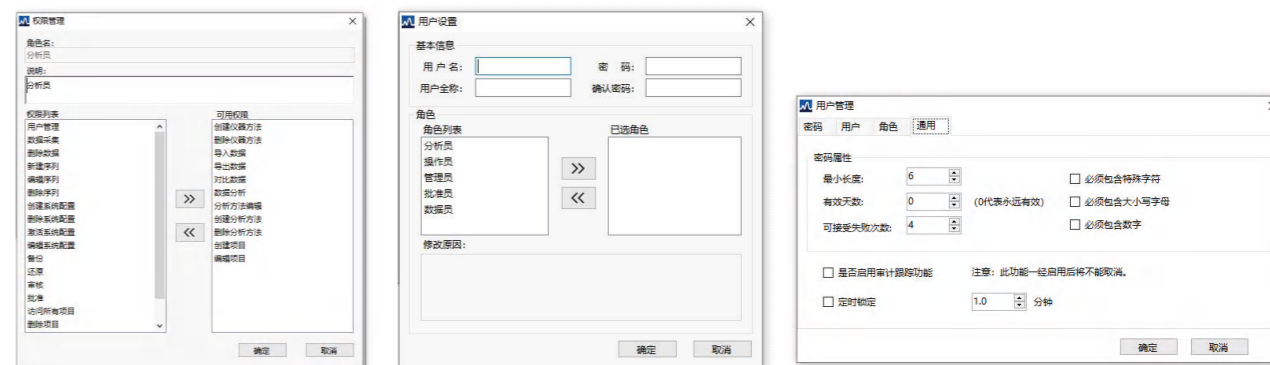 权限管理
角色名:
分析员
说明:
分析员
权限列表
用户管理
数据采集
删除数据
新建序列
编辑序列
删除序列
创建系统配置
删除系统配置
激活系统配置
编辑系统配置
备份
还原
审核
批准
访问所有项目
删除项目
>>
<<
可用权限
创建仪器方法
删除仪器方法
导入数据
导出数据
对比数据
数据分析
分析方法编辑
创建分析方法
删除分析方法
创建项目
编辑项目
确定 取消
用户设置
基本信息
用 户 名: 密 码:
用户全称: 确认密码:
角色
角色列表
分析员
操作员
管理员
批准员
数据员
>>
<<
已选角色
修改原因:
确定 取消
用户管理
密码 用户 角色 通用
密码属性
最小长度: 6 必须包含特殊字符
有效天数: 0 (0代表永远有效) 必须包含大小写字母
可接受失败次数: 4 必须包含数字
是否启用审计跟踪功能 注意：此功能一经启用后将不能取消。
定时锁定 1.0 分钟
确定 取消